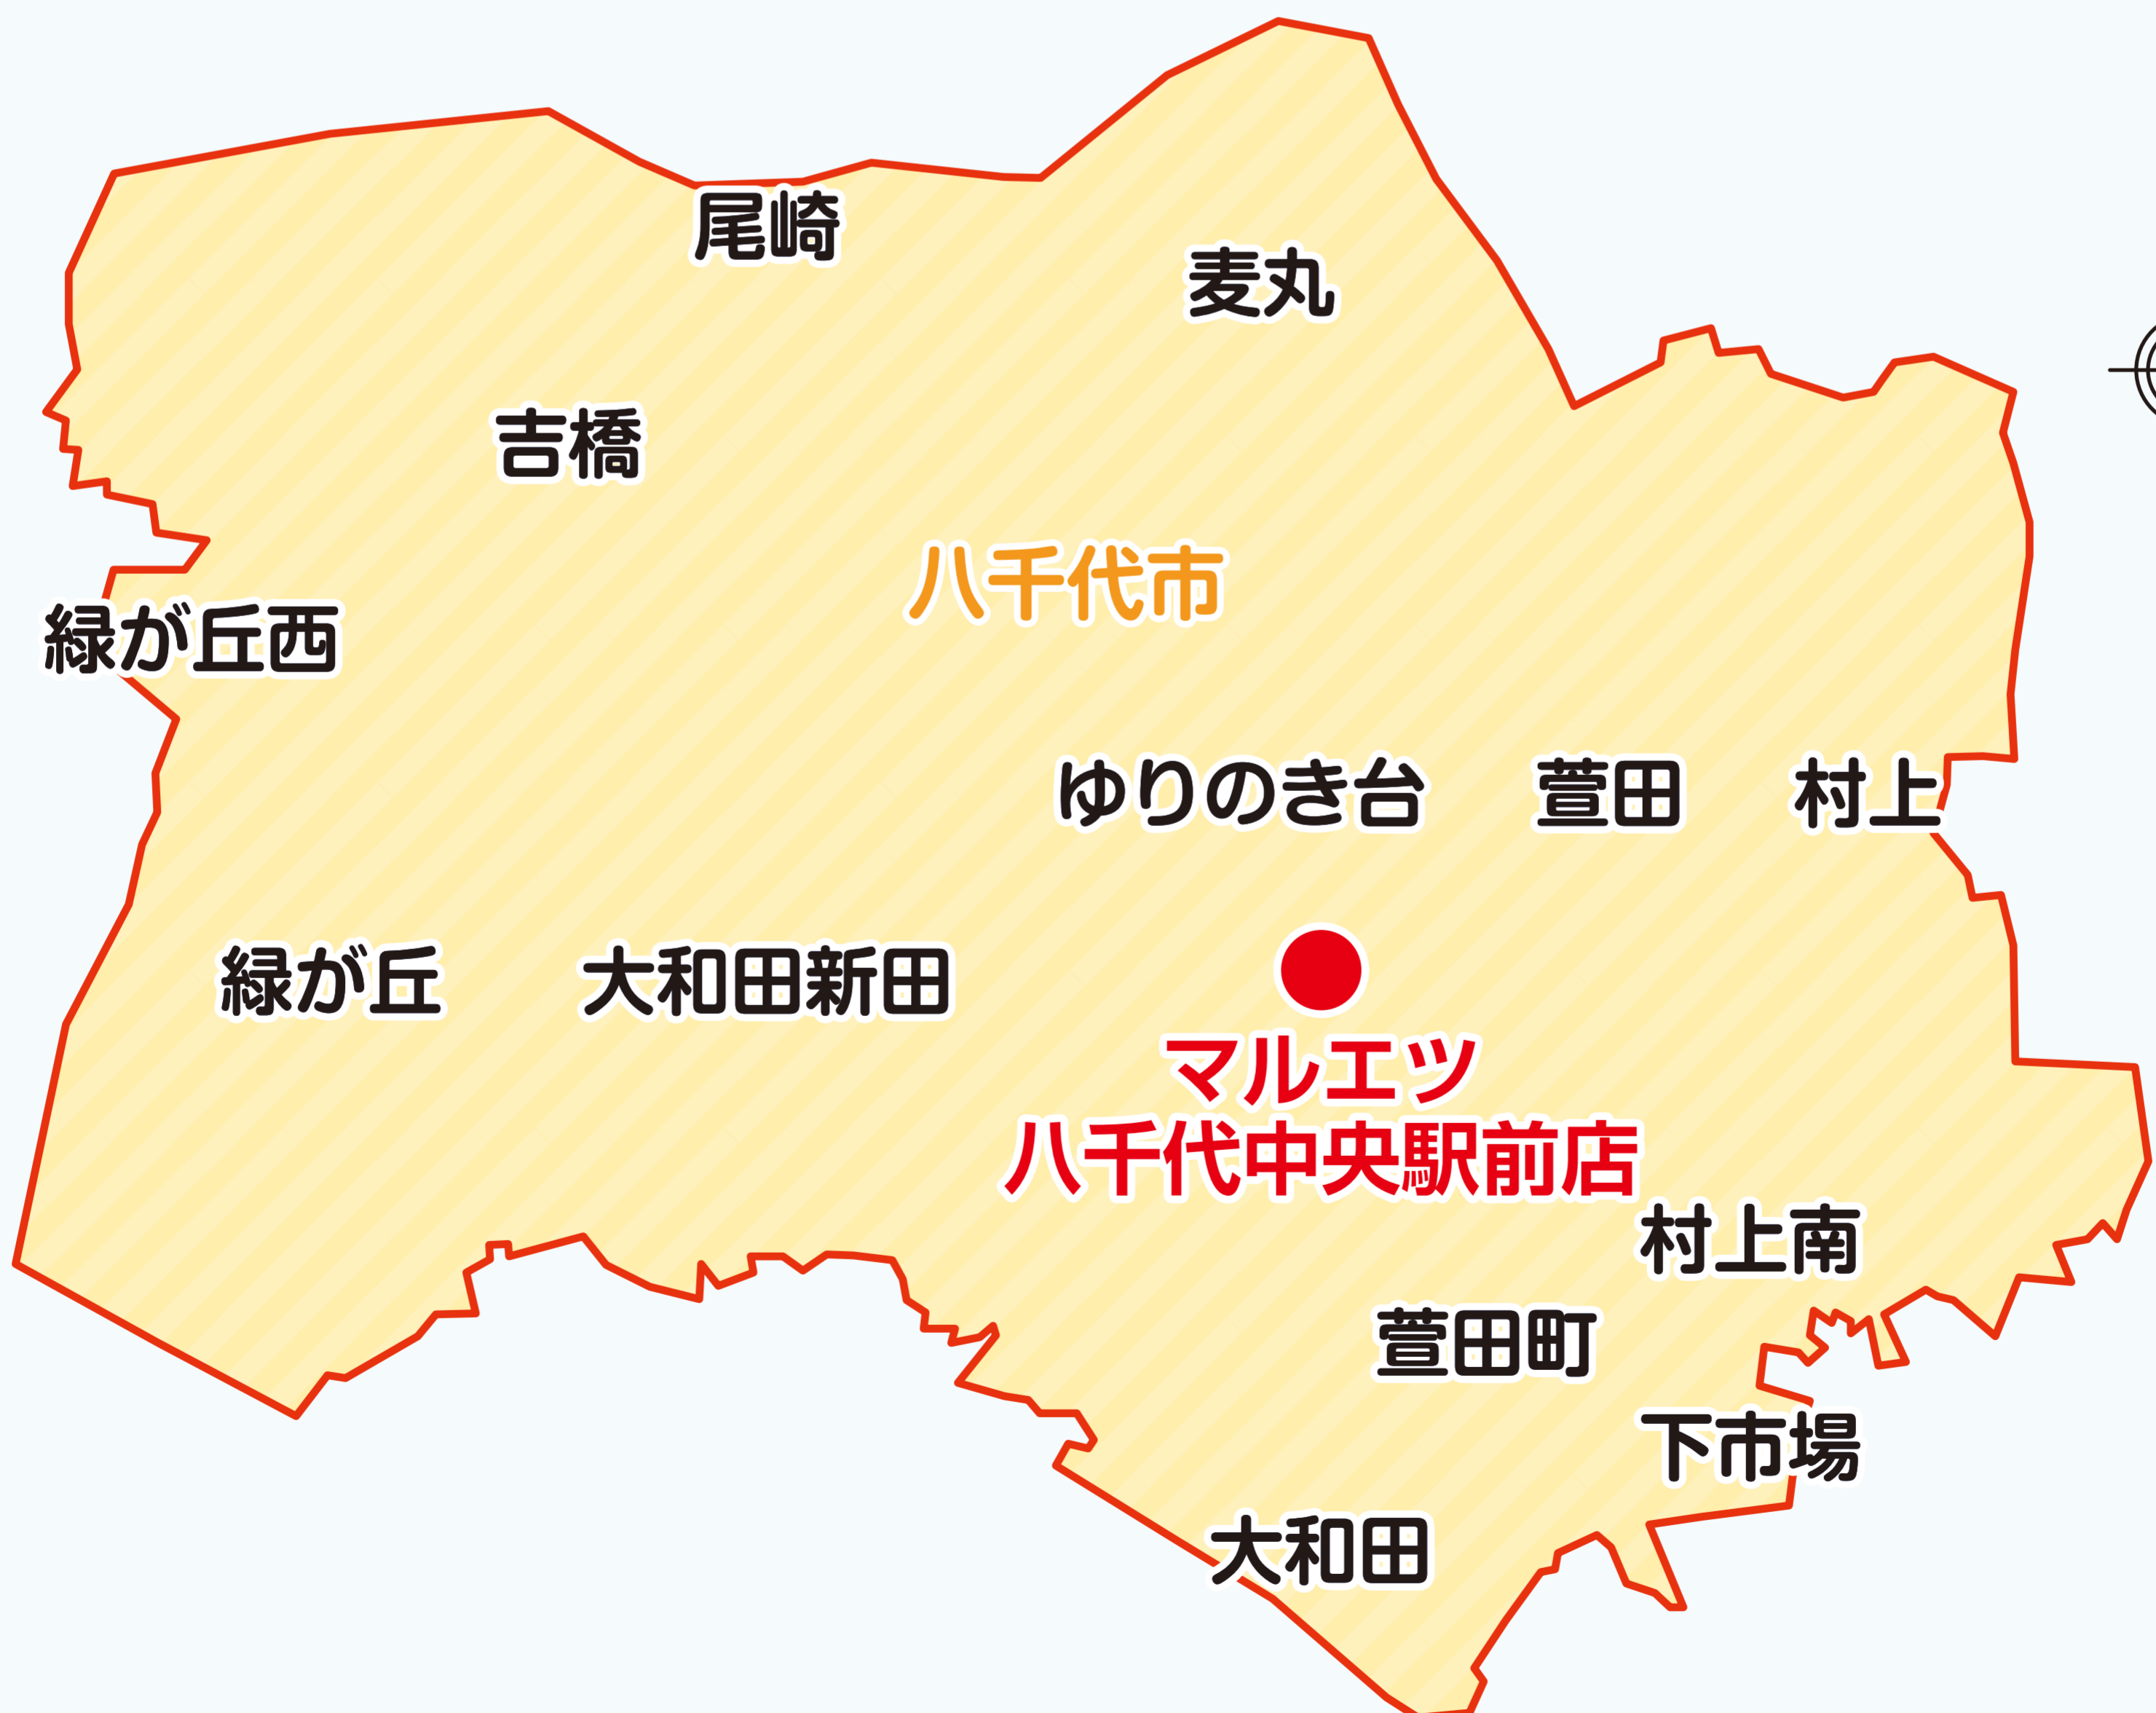 尾崎
麦丸
吉橋
八千代市
緑が丘西
ゆりのき台
萱田
村上
緑が丘
大和田新田
マルエツ
八千代中央駅前店
村上南
萱田町
下市場
大和田